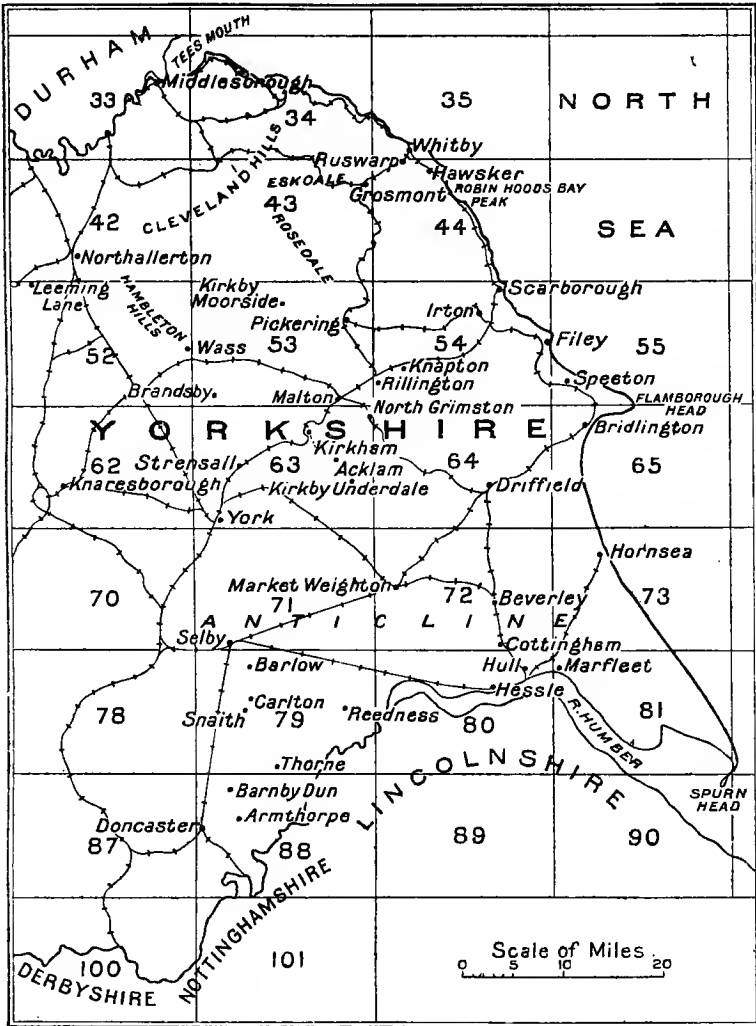 DURHAM
TEES MOUTH
Middlesbrough
33
34
35
NORTH
Whitby
Ruswarp
Hawsker
CLEVELAND HILLS
ESKDALE
Grosmont
ROBIN HOODS BAY
PEAK
42
43
44
SEA
ROSEDALE
Northallerton
Leeming
Lane
HAMBLETON
HILLS
Kirkby
Moorside
Scarborough
Irton
Pickering
Filey
52
Wass
53
54
55
Knapton
Rillington
Speeton
Brandsby
Malton
North Grimston
FLAMBOROUGH
HEAD
YORKSHIRE
Bridlington
62
Strensall
63
Kirkham
64
65
Acklam
Knaresborough
Kirkby Underdale
Driffield
York
Hornsea
70
Market Weighton
71
72
Beverley
73
ANTICLINE
Selby
Cottingham
Barlow
Hull
Marfleet
Hessle
78
Carlton
Snaith
79
Reedness
80
R. HUMBER
81
Thorne
LINCOLNSHIRE
SPURN
HEAD
Barnby Dun
Armthorpe
Doncaster
87
88
89
90
NOTTINGHAMSHIRE
100
DERBYSHIRE
101
Scale of Miles
0 5 10 20